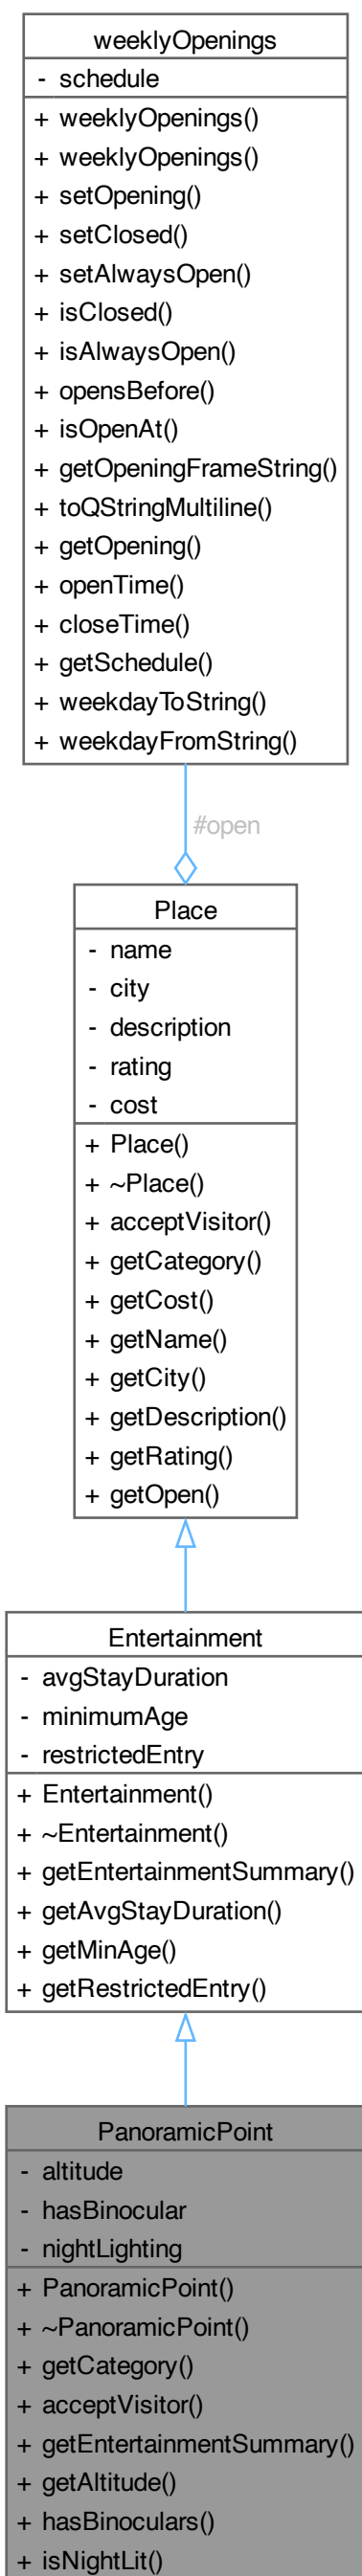 weeklyOpenings
- schedule
+ weeklyOpenings()
+ weeklyOpenings()
+ setOpening()
+ setClosed()
+ setAlwaysOpen()
+ isClosed()
+ isAlwaysOpen()
+ opensBefore()
+ isOpenAt()
+ getOpeningFrameString()
+ toQStringMultiline()
+ getOpening()
+ openTime()
+ closeTime()
+ getSchedule()
+ weekdayToString()
+ weekdayFromString()
#open
Place
- name
- city
- description
- rating
- cost
+ Place()
+ ~Place()
+ acceptVisitor()
+ getCategory()
+ getCost()
+ getName()
+ getCity()
+ getDescription()
+ getRating()
+ getOpen()
Entertainment
- avgStayDuration
- minimumAge
- restrictedEntry
+ Entertainment()
+ ~Entertainment()
+ getEntertainmentSummary()
+ getAvgStayDuration()
+ getMinAge()
+ getRestrictedEntry()
PanoramicPoint
- altitude
- hasBinocular
- nightLighting
+ PanoramicPoint()
+ ~PanoramicPoint()
+ getCategory()
+ acceptVisitor()
+ getEntertainmentSummary()
+ getAltitude()
+ hasBinoculars()
+ isNightLit()